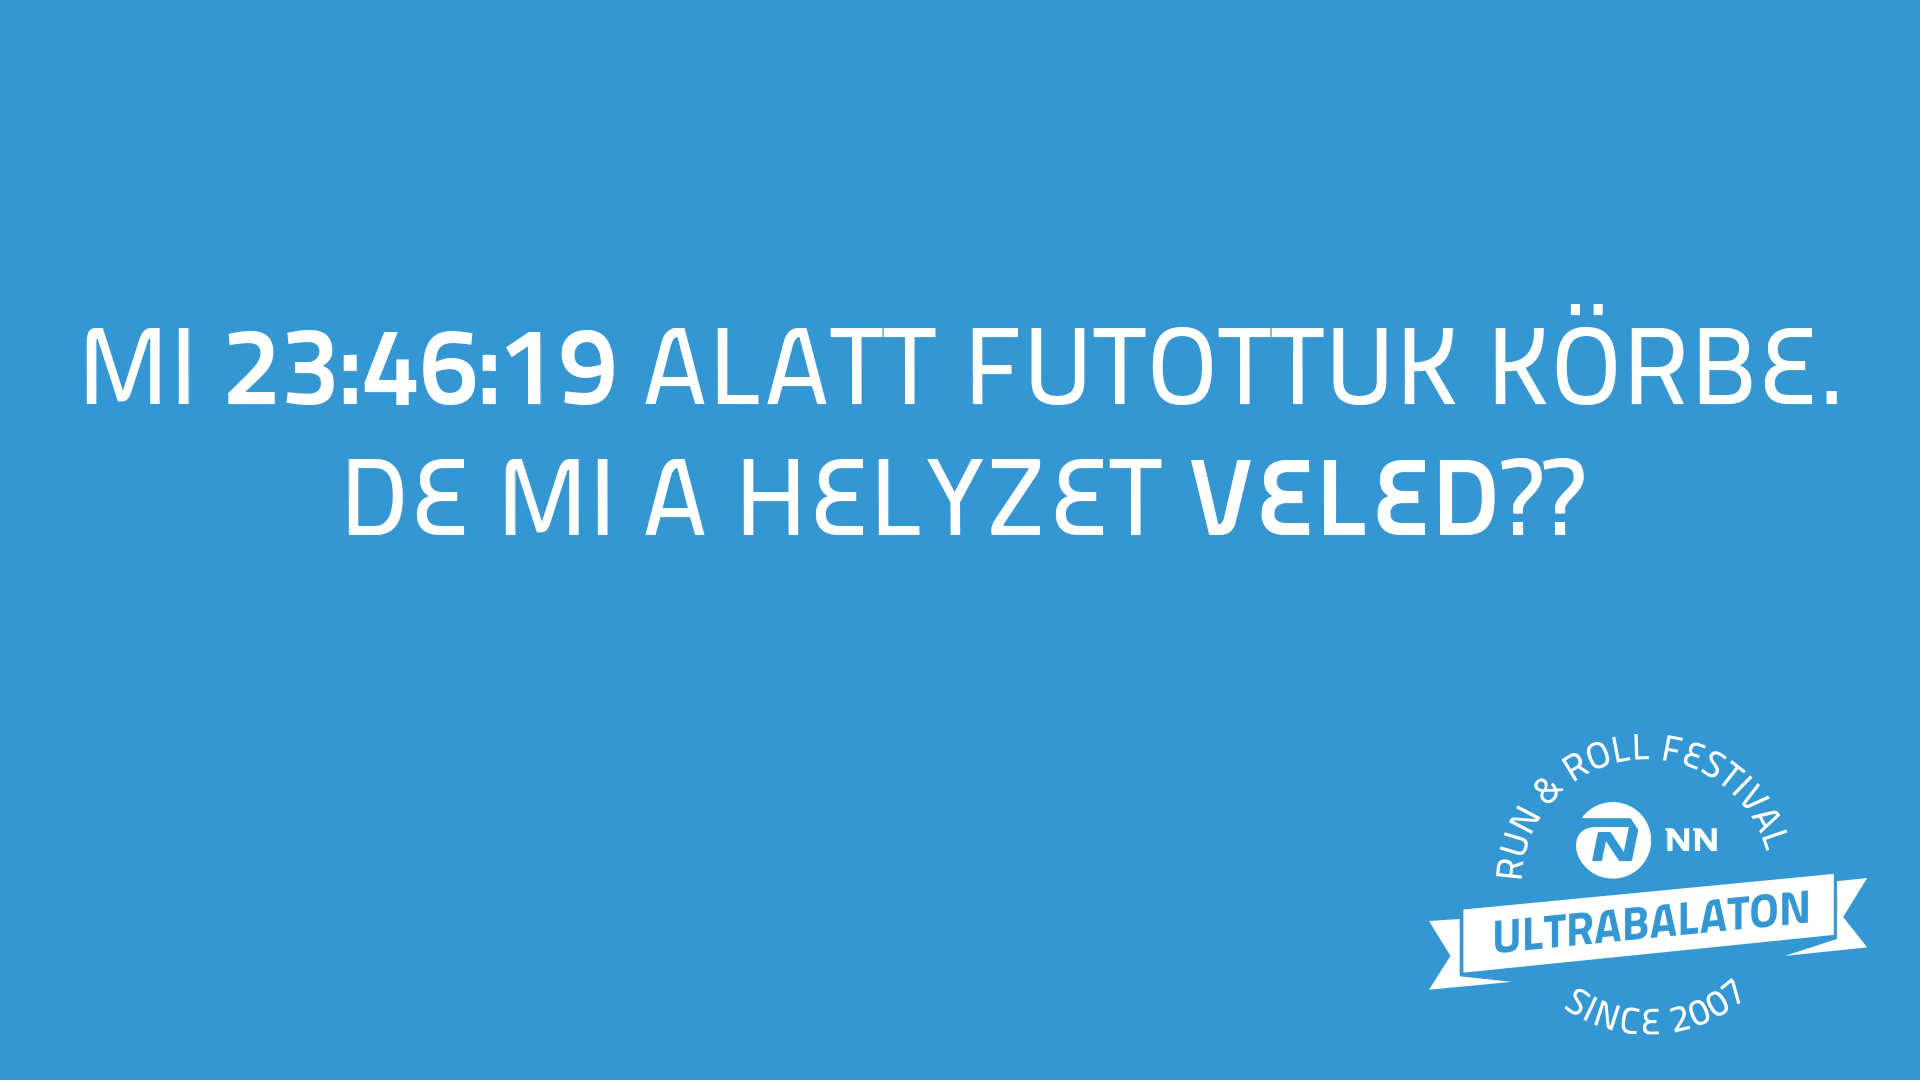 MI 23:46:19 ALATT FUTOTTUK KÖRBE.
DE MI A HELYZET VELED??
RUN & ROLL FESTIVAL
NN
ULTRABALATON
SINCE 2007